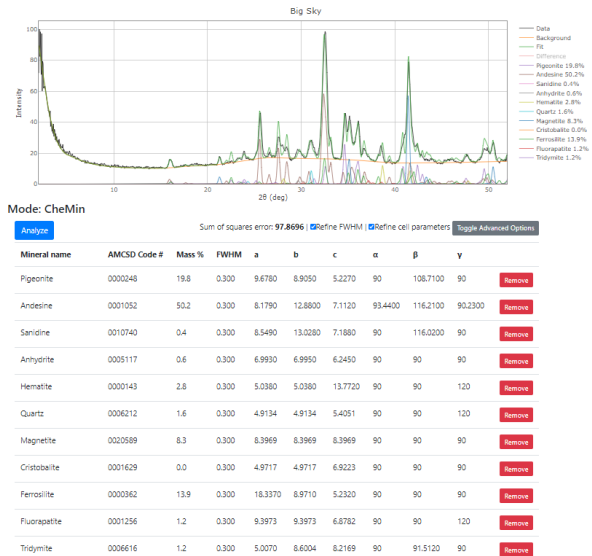 Big Sky
Intensity
100
80
60
40
20
0
10
20
30
40
50
2θ (deg)
Data
Background
Fit
Difference
Pigeonite 19.8%
Andesine 50.2%
Sanidine 0.4%
Anhydrite 0.6%
Hematite 2.8%
Quartz 1.6%
Magnetite 8.3%
Cristobalite 0.0%
Ferrosilite 13.9%
Fluorapatite 1.2%
Tridymite 1.2%
Mode: CheMin
Analyze
Sum of squares error: 97.8696 | Refine FWHM | Refine cell parameters Toggle Advanced Options
Mineral name AMCSD Code # Mass % FWHM a b c α β γ
Pigeonite 0000248 19.8 0.300 9.6780 8.9050 5.2270 90 108.7100 90 Remove
Andesine 0001052 50.2 0.300 8.1790 12.8800 7.1120 93.4400 116.2100 90.2300 Remove
Sanidine 0010740 0.4 0.300 8.5490 13.0280 7.1880 90 116.0200 90 Remove
Anhydrite 0005117 0.6 0.300 6.9930 6.9950 6.2450 90 90 90 Remove
Hematite 0000143 2.8 0.300 5.0380 5.0380 13.7720 90 90 120 Remove
Quartz 0006212 1.6 0.300 4.9134 4.9134 5.4051 90 90 120 Remove
Magnetite 0020589 8.3 0.300 8.3969 8.3969 8.3969 90 90 90 Remove
Cristobalite 0001629 0.0 0.300 4.9717 4.9717 6.9223 90 90 90 Remove
Ferrosilite 0000362 13.9 0.300 18.3370 8.9710 5.2320 90 90 90 Remove
Fluorapatite 0001256 1.2 0.300 9.3973 9.3973 6.8782 90 90 120 Remove
Tridymite 0006616 1.2 0.300 5.0070 8.6004 8.2169 90 91.5120 90 Remove